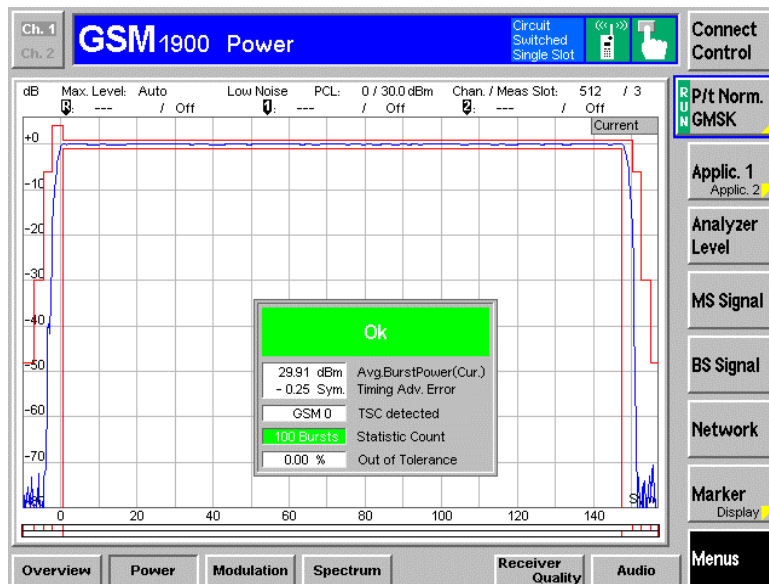 Ch. 1
Ch. 2
GSM 1900 Power
Circuit
Switched
Single Slot
Connect
Control
dB Max. Level: Auto Low Noise PCL: 0 / 30.0 dBm Chan. / Meas Slot: 512 / 3
R: --- / Off 1: --- / Off 2: --- / Off
Current
RUN
P/t Norm.
GMSK
Applic. 1
Applic. 2
Analyzer
Level
MS Signal
BS Signal
Network
Marker
Display
Menus
+0
-10
-20
-30
-40
-50
-60
-70
Ok
29.91 dBm Avg.BurstPower(Cur.)
- 0.25 Sym. Timing Adv. Error
GSM 0 TSC detected
100 Bursts Statistic Count
0.00 % Out of Tolerance
0 20 40 60 80 100 120 140
Overview
Power
Modulation
Spectrum
Receiver
Quality
Audio